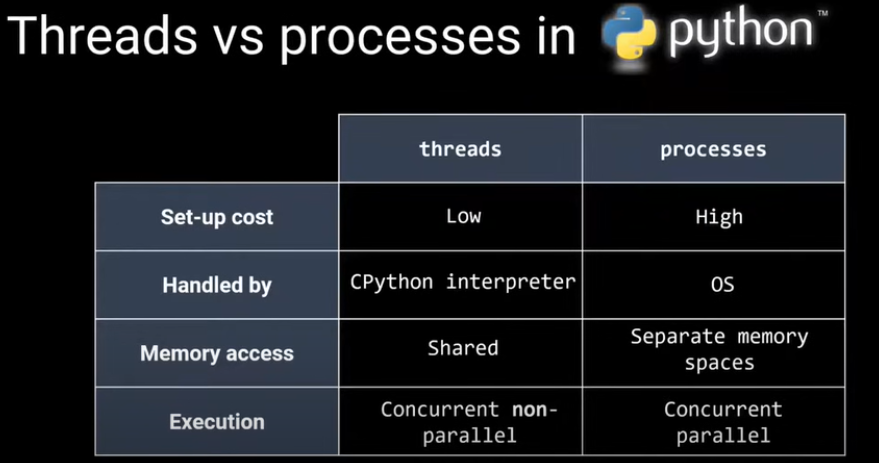 Threads vs processes in python™
threads processes
Set-up cost Low High
Handled by CPython interpreter OS
Memory access Shared Separate memory
spaces
Execution Concurrent non-
parallel Concurrent
parallel